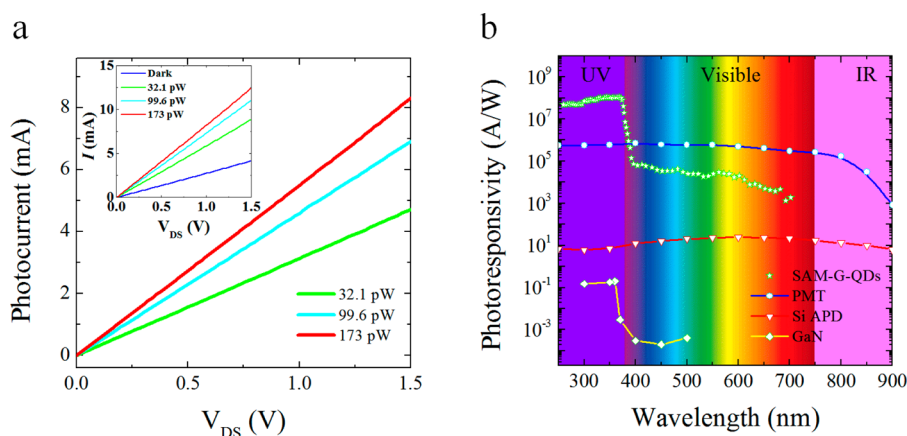 a
Photocurrent (mA)
8
6
4
2
0
0.0 0.5 1.0 1.5
V_DS (V)
32.1 pW
99.6 pW
173 pW
I (mA)
15
10
5
0
0.0 0.5 1.0 1.5
V_DS (V)
Dark
32.1 pW
99.6 pW
173 pW
b
Photoresponsivity (A/W)
10^9
10^7
10^5
10^3
10^1
10^-1
10^-3
UV Visible IR
SAM-G-QDs
PMT
Si APD
GaN
300 400 500 600 700 800 900
Wavelength (nm)